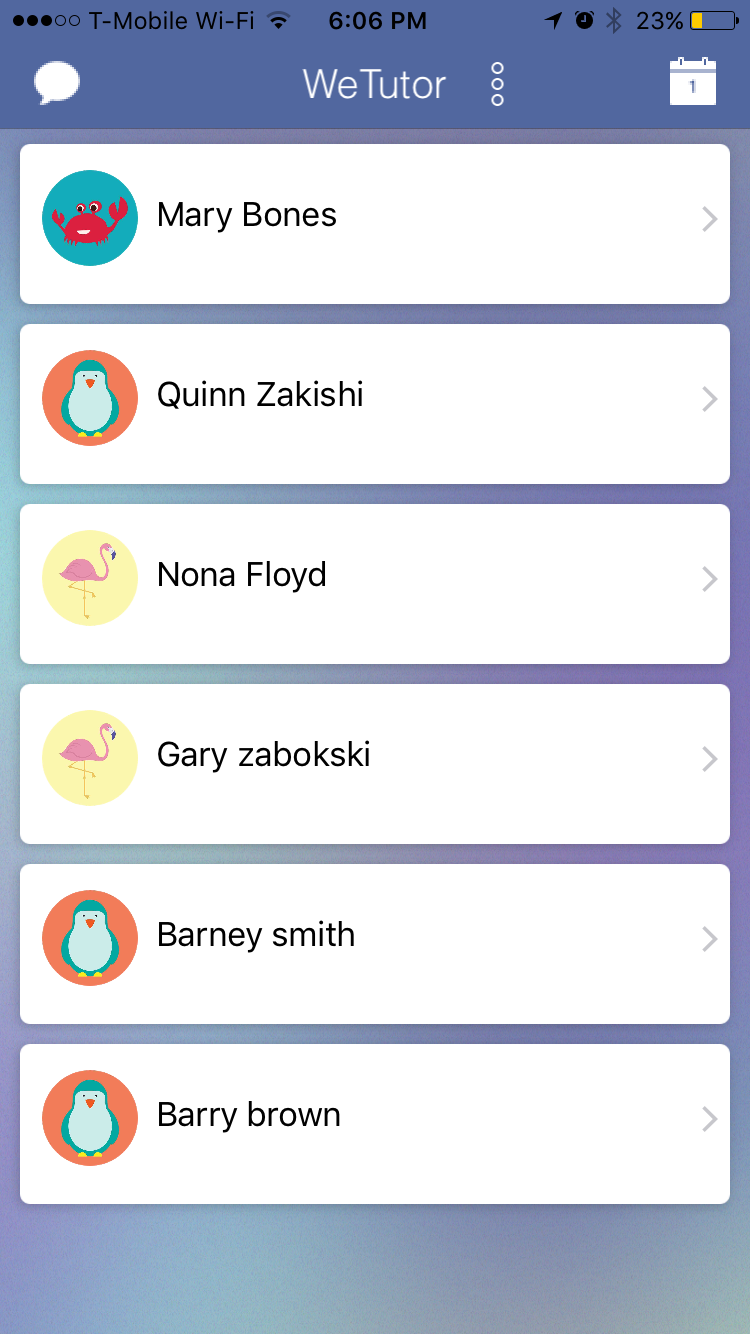 T-Mobile Wi-Fi 6:06 PM 23%
WeTutor 1
Mary Bones
Quinn Zakishi
Nona Floyd
Gary zabokski
Barney smith
Barry brown